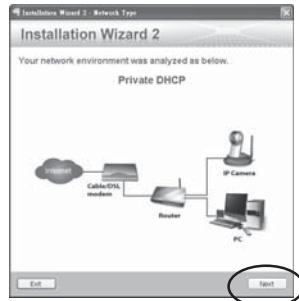 Installation Wizard 2 - Network Type
Installation Wizard 2
Your network environment was analyzed as below.
Private DHCP
Internet
IP Camera
Cable/DSL
modem
Router
PC
Exit
Next